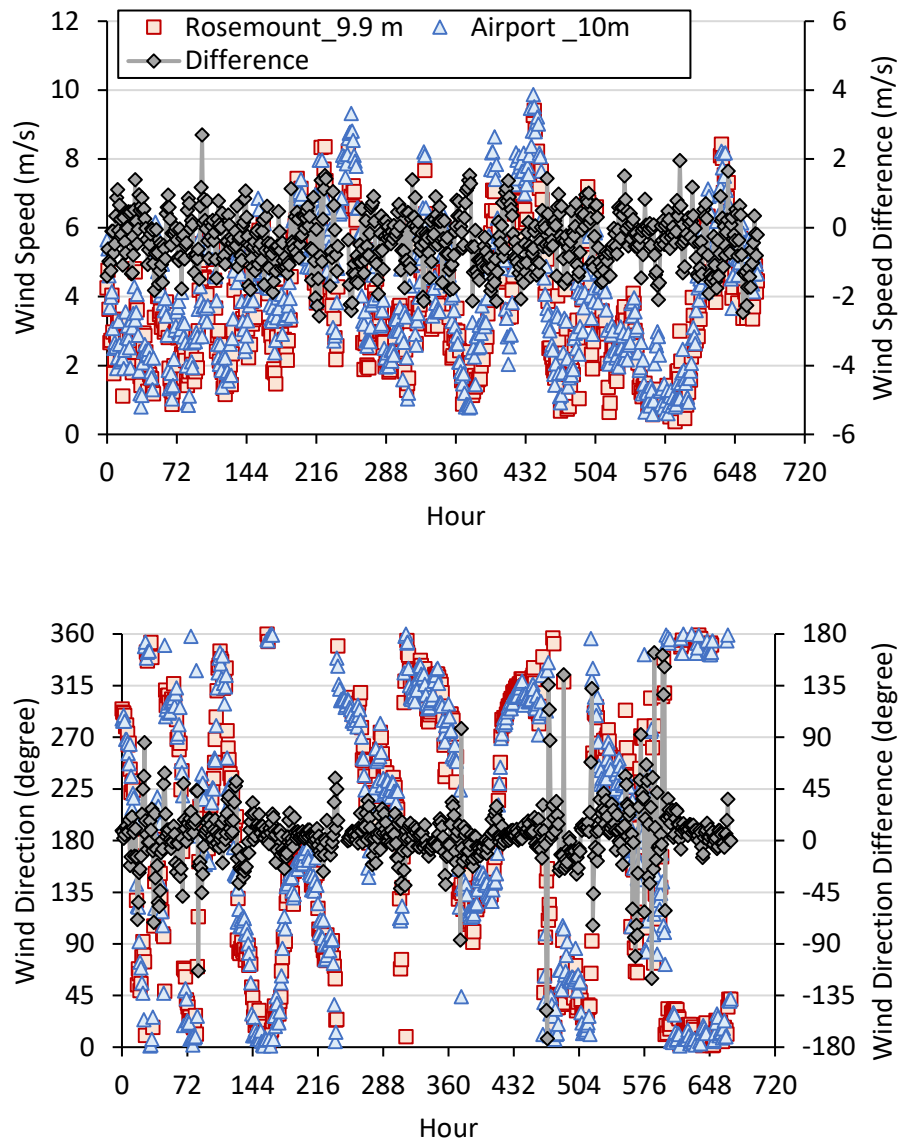 Rosemount_9.9 m
Airport _10m
Difference
Wind Speed (m/s)
12
10
8
6
4
2
0
6
4
2
0
-2
-4
-6
Wind Speed Difference (m/s)
0 72 144 216 288 360 432 504 576 648 720
Hour
Wind Direction (degree)
360
315
270
225
180
135
90
45
0
180
135
90
45
0
-45
-90
-135
-180
Wind Direction Difference (degree)
0 72 144 216 288 360 432 504 576 648 720
Hour